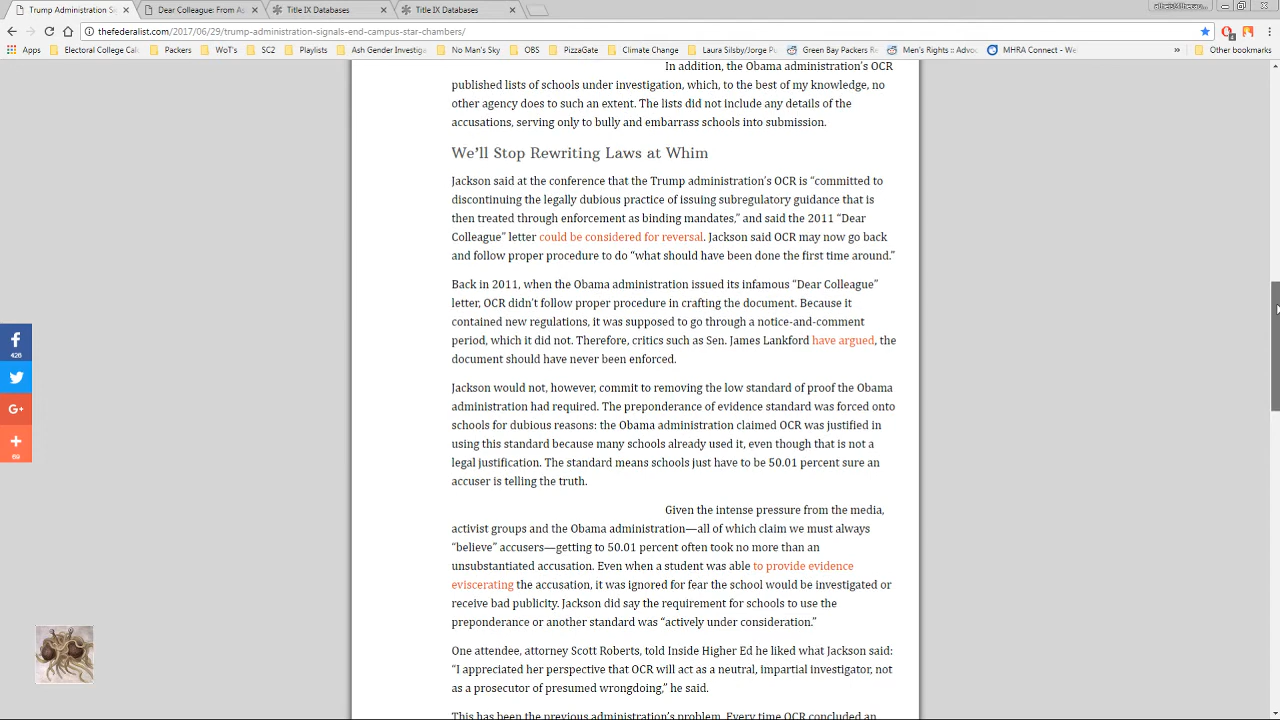 Trump Administration Si
Dear Colleague: From As
Title IX Databases
Title IX Databases
thefederalist.com/2017/06/29/trump-administration-signals-end-campus-star-chambers/
Apps
Electoral College Calc
Packers
WoT's
SC2
Playlists
Ash Gender Investiga
No Man's Sky
OBS
PizzaGate
Climate Change
Laura Silsby/Jorge Pu
Green Bay Packers R
Men's Rights :: Advoc
MHRA Connect - We
»
Other bookmarks
In addition, the Obama administration's OCR
published lists of schools under investigation, which, to the best of my knowledge, no
other agency does to such an extent. The lists did not include any details of the
accusations, serving only to bully and embarrass schools into submission.
We'll Stop Rewriting Laws at Whim
Jackson said at the conference that the Trump administration's OCR is “committed to
discontinuing the legally dubious practice of issuing subregulatory guidance that is
then treated through enforcement as binding mandates,” and said the 2011 “Dear
Colleague” letter could be considered for reversal. Jackson said OCR may now go back
and follow proper procedure to do “what should have been done the first time around.”
Back in 2011, when the Obama administration issued its infamous “Dear Colleague”
letter, OCR didn't follow proper procedure in crafting the document. Because it
contained new regulations, it was supposed to go through a notice-and-comment
period, which it did not. Therefore, critics such as Sen. James Lankford have argued, the
document should have never been enforced.
Jackson would not, however, commit to removing the low standard of proof the Obama
administration had required. The preponderance of evidence standard was forced onto
schools for dubious reasons: the Obama administration claimed OCR was justified in
using this standard because many schools already used it, even though that is not a
legal justification. The standard means schools just have to be 50.01 percent sure an
accuser is telling the truth.
Given the intense pressure from the media,
activist groups and the Obama administration—all of which claim we must always
“believe” accusers—getting to 50.01 percent often took no more than an
unsubstantiated accusation. Even when a student was able to provide evidence
eviscerating the accusation, it was ignored for fear the school would be investigated or
receive bad publicity. Jackson did say the requirement for schools to use the
preponderance or another standard was “actively under consideration.”
One attendee, attorney Scott Roberts, told Inside Higher Ed he liked what Jackson said:
“I appreciated her perspective that OCR will act as a neutral, impartial investigator, not
as a prosecutor of presumed wrongdoing,” he said.
This has been the previous administration's problem. Every time OCR concluded an
426
G+
69